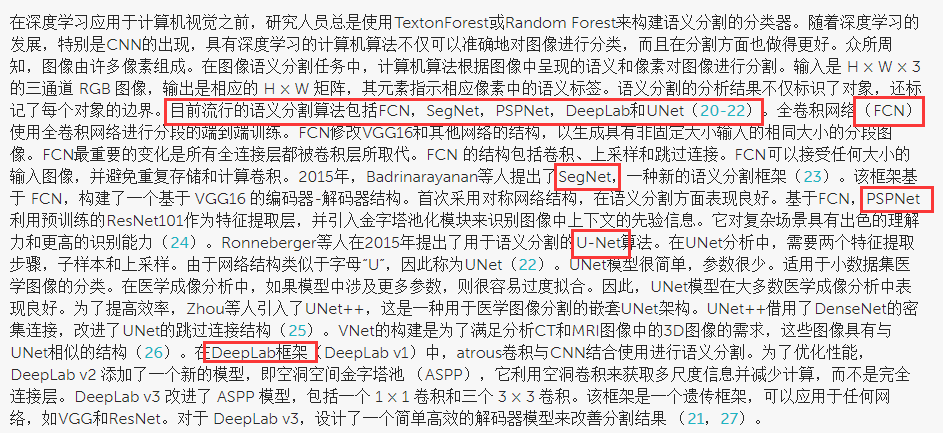 在深度学习应用于计算机视觉之前，研究人员总是使用TextonForest或Random Forest来构建语义分割的分类器。随着深度学习的
发展，特别是CNN的出现，具有深度学习的计算机算法不仅可以准确地对图像进行分类，而且在分割方面也做得更好。众所周
知，图像由许多像素组成。在图像语义分割任务中，计算机算法根据图像中呈现的语义和像素对图像进行分割。输入是 H×W×3
的三通道 RGB 图像，输出是相应的 H×W 矩阵，其元素指示相应像素中的语义标签。语义分割的分析结果不仅标识了对象，还标
记了每个对象的边界。目前流行的语义分割算法包括FCN，SegNet，PSPNet，DeepLab和UNet（20-22）。全卷积网络（FCN）
使用全卷积网络进行分段的端到端训练。FCN修改VGG16和其他网络的结构，以生成具有非固定大小输入的相同大小的分段图
像。FCN最重要的变化是所有全连接层都被卷积层所取代。FCN 的结构包括卷积、上采样和跳过连接。FCN可以接受任何大小的
输入图像，并避免重复存储和计算卷积。2015年，Badrinarayanan等人提出了SegNet，一种新的语义分割框架（23）。该框架基
于 FCN，构建了一个基于 VGG16 的编码器-解码器结构。首次采用对称网络结构，在语义分割方面表现良好。基于FCN，PSPNet
利用预训练的ResNet101作为特征提取层，并引入金字塔池化模块来识别图像中上下文的先验信息。它对复杂场景具有出色的理解
力和更高的识别能力（24）。Ronneberger等人在2015年提出了用于语义分割的U-Net算法。在UNet分析中，需要两个特征提取
步骤，子样本和上采样。由于网络结构类似于字母“U”，因此称为UNet（22）。UNet模型很简单，参数很少。适用于小数据集医
学图像的分类。在医学成像分析中，如果模型中涉及更多参数，则很容易过度拟合。因此，UNet模型在大多数医学成像分析中表
现良好。为了提高效率，Zhou等人引入了UNet++，这是一种用于医学图像分割的嵌套UNet架构。UNet++借用了DenseNet的密
集连接，改进了UNet的跳过连接结构（25）。VNet的构建是为了满足分析CT和MRI图像中的3D图像的需求，这些图像具有与
UNet相似的结构（26）。在DeepLab框架（DeepLab v1）中，atrous卷积与CNN结合使用进行语义分割。为了优化性能，
DeepLab v2 添加了一个新的模型，即空洞空间金字塔池 （ASPP），它利用空洞卷积来获取多尺度信息并减少计算，而不是完全
连接层。DeepLab v3 改进了 ASPP 模型，包括一个 1×1 卷积和三个 3×3 卷积。该框架是一个遗传框架，可以应用于任何网
络，如VGG和ResNet。对于 DeepLab v3，设计了一个简单高效的解码器模型来改善分割结果 （21，27）。